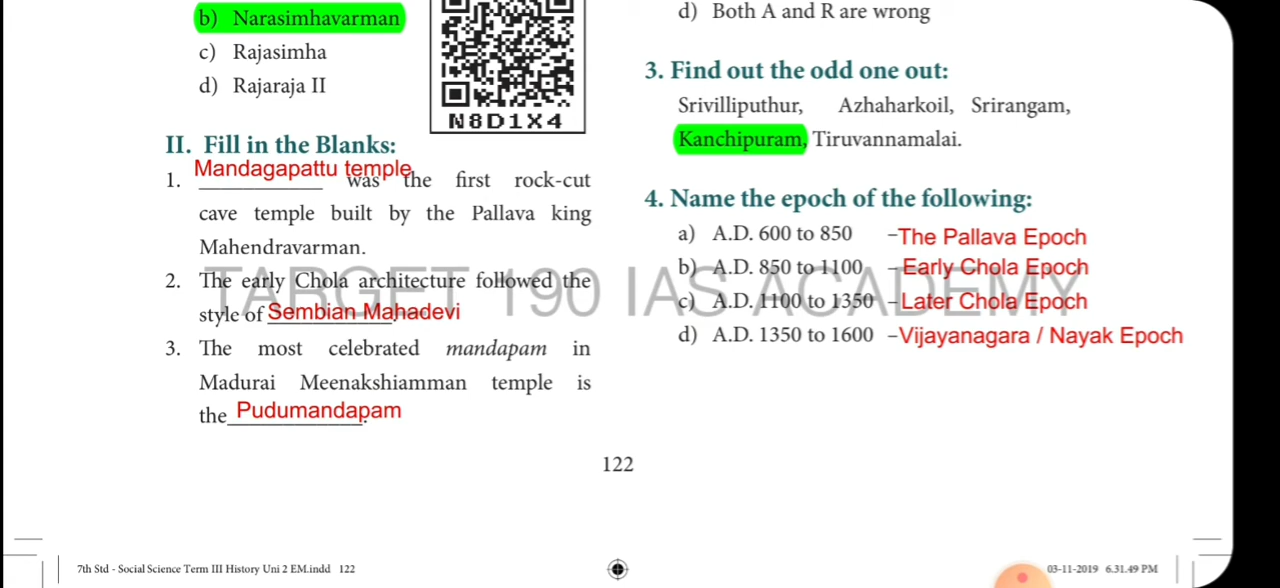 b) Narasimhavarman
c) Rajasimha
d) Rajaraja II
N8D1X4
II. Fill in the Blanks:
1. Mandagapattu temple was the first rock-cut
cave temple built by the Pallava king
Mahendravarman.
2. The early Chola architecture followed the
style of Sembian Mahadevi.
3. The most celebrated mandapam in
Madurai Meenakshiamman temple is
the Pudumandapam.
d) Both A and R are wrong
3. Find out the odd one out:
Srivilliputhur, Azhaharkoil, Srirangam,
Kanchipuram, Tiruvannamalai.
4. Name the epoch of the following:
a) A.D. 600 to 850 –The Pallava Epoch
b) A.D. 850 to 1100 –Early Chola Epoch
c) A.D. 1100 to 1350 –Later Chola Epoch
d) A.D. 1350 to 1600 –Vijayanagara / Nayak Epoch
TARGET 190 IAS ACADEMY
122
7th Std - Social Science Term III History Uni 2 EM.indd 122
03-11-2019 6.31.49 PM